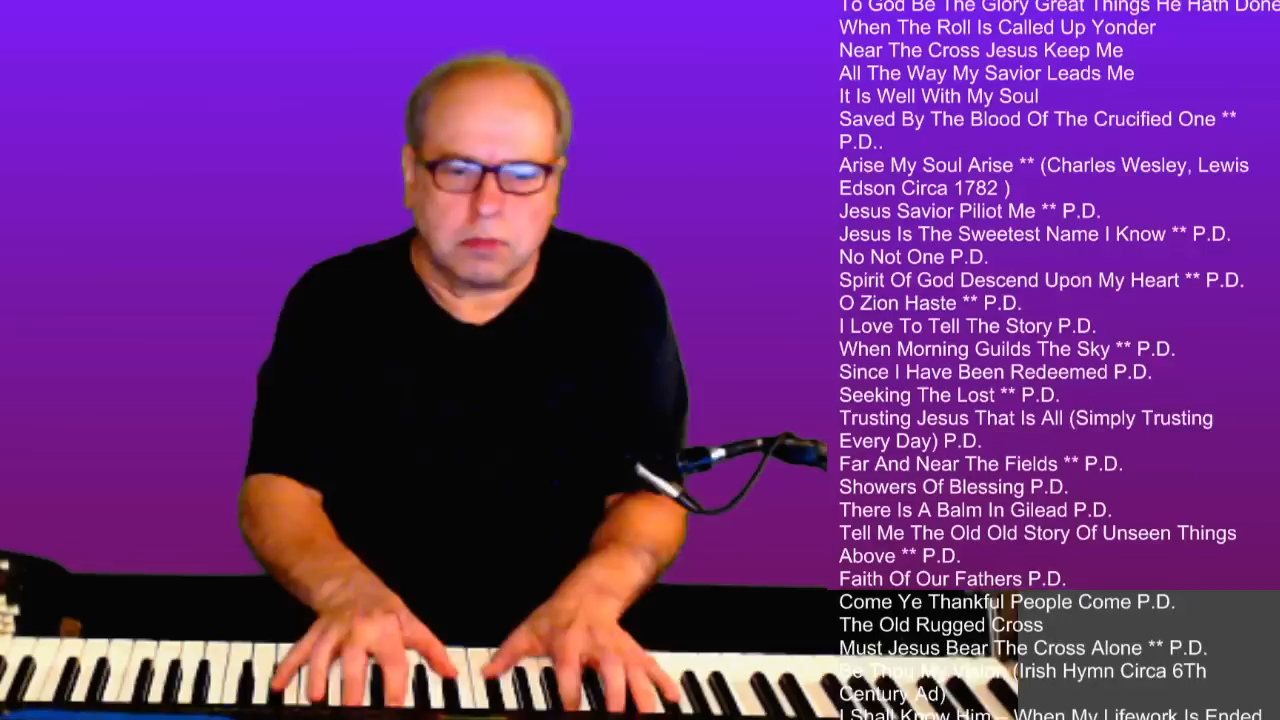 To God Be The Glory Great Things He Hath Done
When The Roll Is Called Up Yonder
Near The Cross Jesus Keep Me
All The Way My Savior Leads Me
It Is Well With My Soul
Saved By The Blood Of The Crucified One **
P.D..
Arise My Soul Arise ** (Charles Wesley, Lewis
Edson Circa 1782 )
Jesus Savior Piliot Me ** P.D.
Jesus Is The Sweetest Name I Know ** P.D.
No Not One P.D.
Spirit Of God Descend Upon My Heart ** P.D.
O Zion Haste ** P.D.
I Love To Tell The Story P.D.
When Morning Guilds The Sky ** P.D.
Since I Have Been Redeemed P.D.
Seeking The Lost ** P.D.
Trusting Jesus That Is All (Simply Trusting
Every Day) P.D.
Far And Near The Fields ** P.D.
Showers Of Blessing P.D.
There Is A Balm In Gilead P.D.
Tell Me The Old Old Story Of Unseen Things
Above ** P.D.
Faith Of Our Fathers P.D.
Come Ye Thankful People Come P.D.
The Old Rugged Cross
Must Jesus Bear The Cross Alone ** P.D.
Be Thou My Vision (Irish Hymn Circa 6Th
Century Ad)
I Shall Know Him - When My Lifework Is Ended